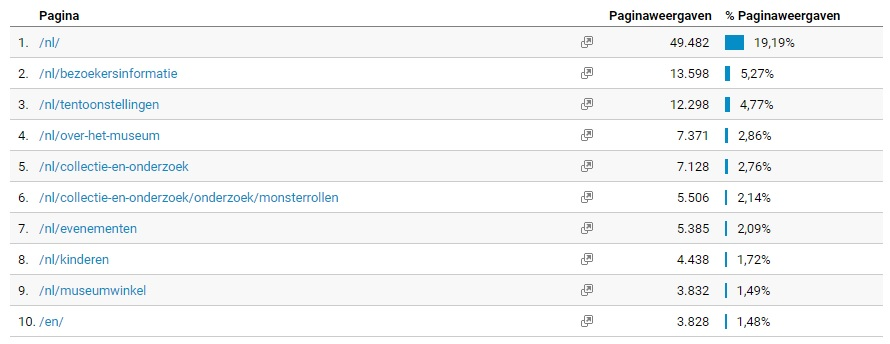 Pagina Paginaweergaven % Paginaweergaven
1. /nl/ 49.482 19,19%
2. /nl/bezoekersinformatie 13.598 5,27%
3. /nl/tentoonstellingen 12.298 4,77%
4. /nl/over-het-museum 7.371 2,86%
5. /nl/collectie-en-onderzoek 7.128 2,76%
6. /nl/collectie-en-onderzoek/onderzoek/monsterrollen 5.506 2,14%
7. /nl/evenementen 5.385 2,09%
8. /nl/kinderen 4.438 1,72%
9. /nl/museumwinkel 3.832 1,49%
10. /en/ 3.828 1,48%